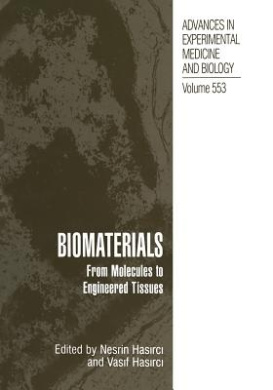 ADVANCES IN
EXPERIMENTAL
MEDICINE
AND BIOLOGY
Volume 553
BIOMATERIALS
From Molecules to
Engineered Tissues
Edited by Nesrin Hasırcı
and Vasıf Hasırcı